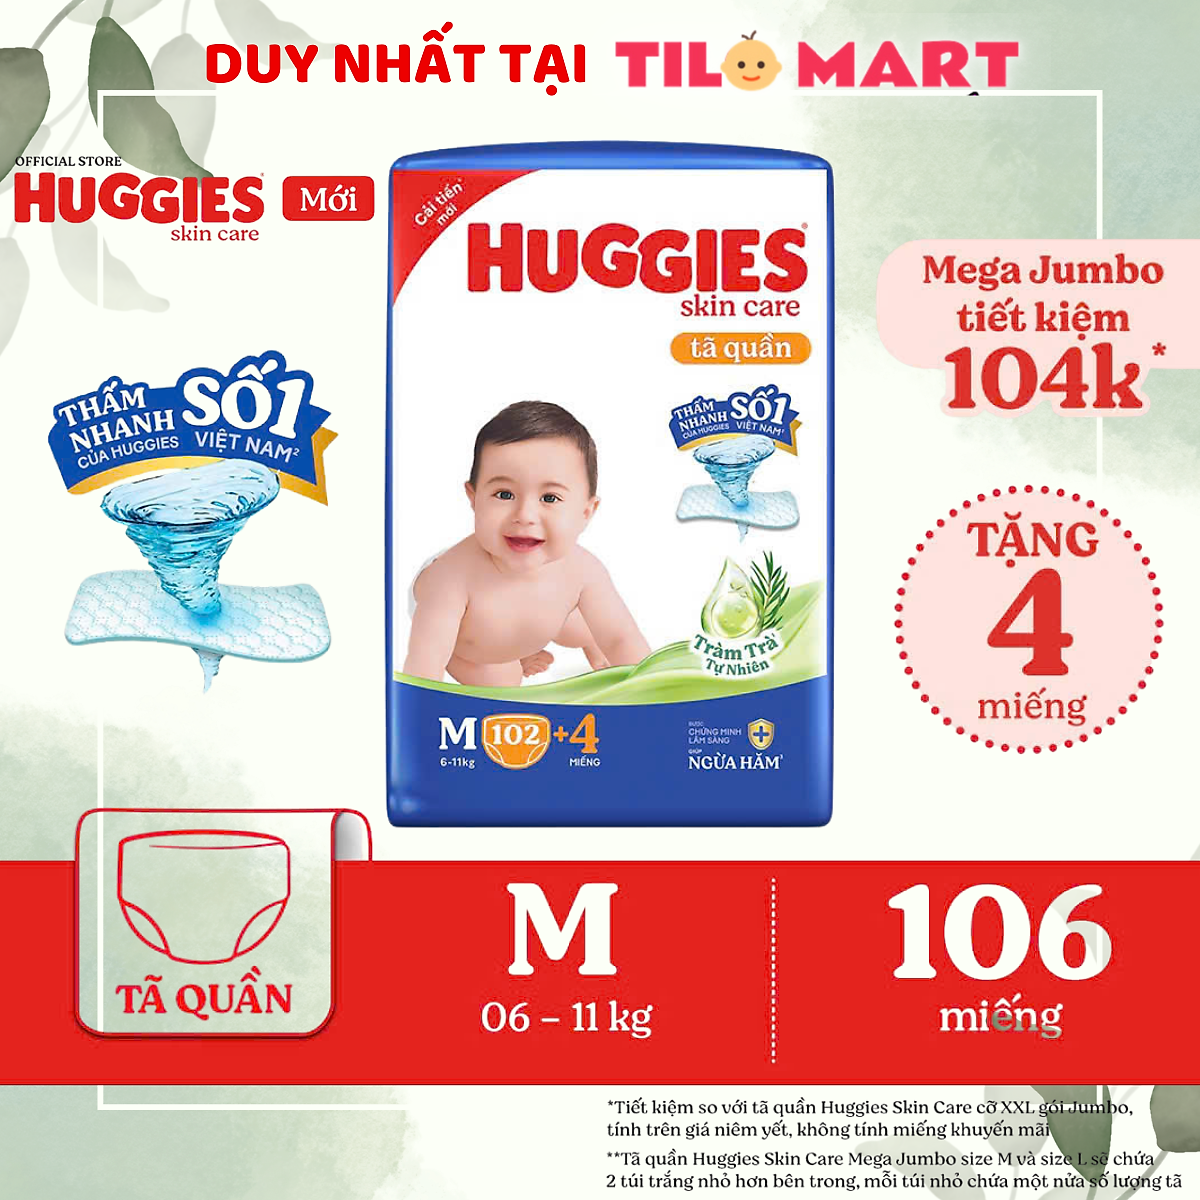 DUY NHẤT TẠI TILO MART
OFFICIAL STORE
HUGGIES
skin care
Mới
Cải tiến
mới
HUGGIES
skin care
tã quần
Mega Jumbo
tiết kiệm
104k*
THẤM
NHANH
CỦA HUGGIES
SỐ1
VIỆT NAM²
THẤM
NHANH
CỦA HUGGIES
SỐ1
VIỆT NAM¹
TẶNG
4
miếng
Tràm Trà
Tự Nhiên
M 102 +4
6-11kg
MIẾNG
ĐƯỢC
CHỨNG MINH
LÂM SÀNG
GIÚP
NGỪA HĂM
TÃ QUẦN
M
06 – 11 kg
106
miếng
*Tiết kiệm so với tã quần Huggies Skin Care cỡ XXL gói Jumbo,
tính trên giá niêm yết, không tính miếng khuyến mãi
**Tã quần Huggies Skin Care Mega Jumbo size M và size L sẽ chứa
2 túi trắng nhỏ hơn bên trong, mỗi túi nhỏ chứa một nửa số lượng tã